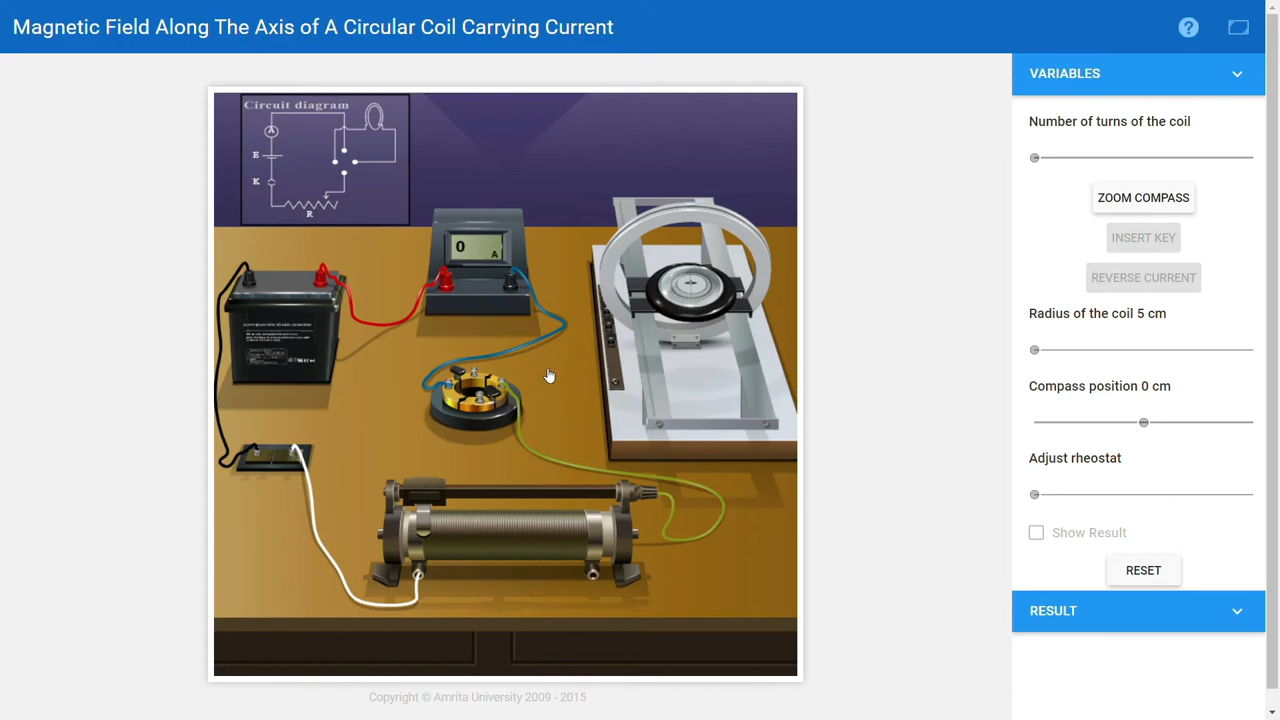 Magnetic Field Along The Axis of A Circular Coil Carrying Current
?
VARIABLES
Number of turns of the coil
ZOOM COMPASS
INSERT KEY
REVERSE CURRENT
Radius of the coil 5 cm
Compass position 0 cm
Adjust rheostat
Show Result
RESET
RESULT
Circuit diagram
A
E
K
R
0
A
Copyright © Amrita University 2009 - 2015